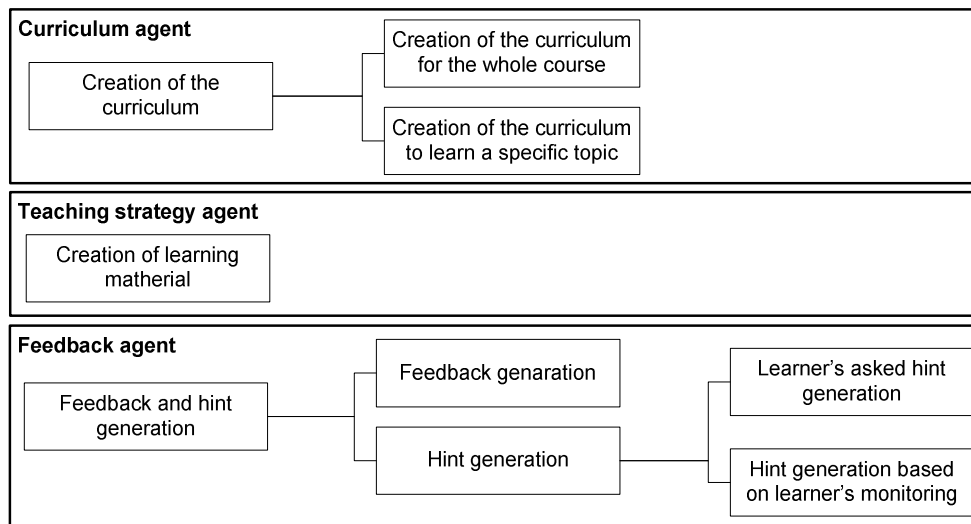 Curriculum agent
Creation of the
curriculum
Creation of the curriculum
for the whole course
Creation of the curriculum
to learn a specific topic
Teaching strategy agent
Creation of learning
matherial
Feedback agent
Feedback and hint
generation
Feedback genaration
Hint generation
Learner’s asked hint
generation
Hint generation based
on learner’s monitoring